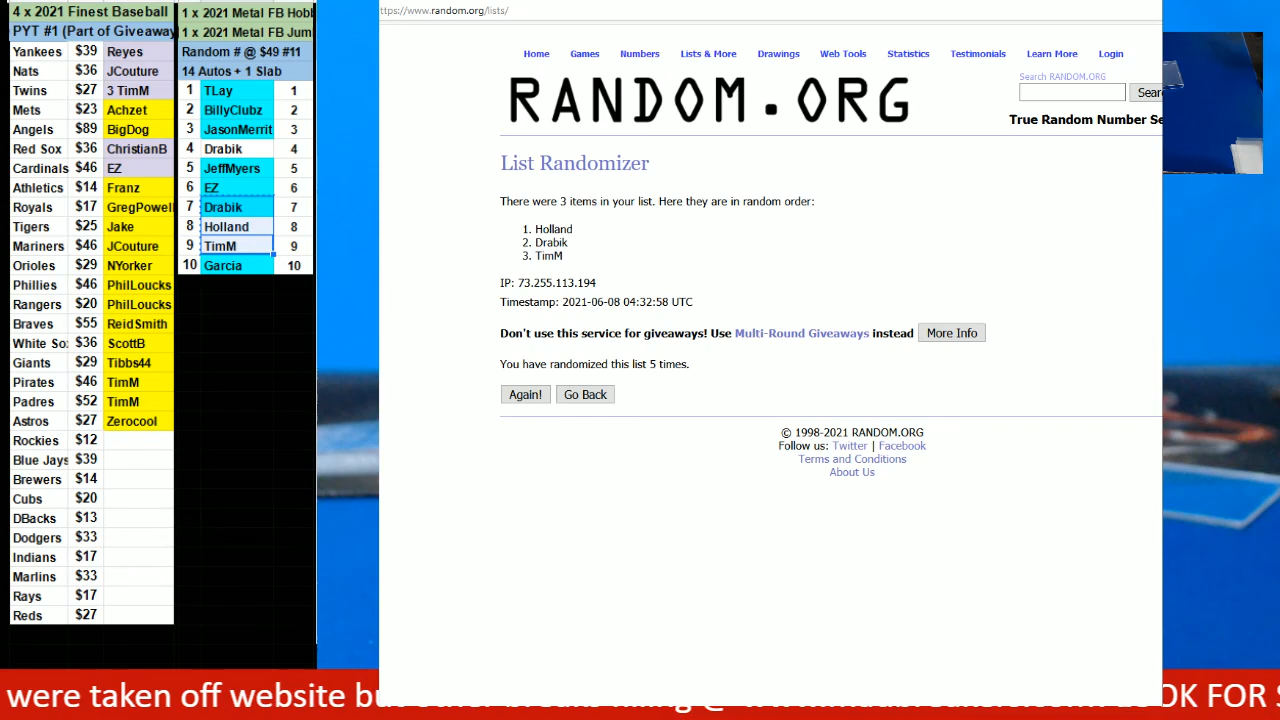 4 x 2021 Finest Baseball
PYT #1 (Part of Giveaway
Yankees $39 Reyes
Nats $36 JCouture
Twins $27 3 TimM
Mets $23 Achzet
Angels $89 BigDog
Red Sox $36 ChristianB
Cardinals $46 EZ
Athletics $14 Franz
Royals $17 GregPowell
Tigers $25 Jake
Mariners $46 JCouture
Orioles $29 NYorker
Phillies $46 PhilLoucks
Rangers $20 PhilLoucks
Braves $55 ReidSmith
White So $36 ScottB
Giants $29 Tibbs44
Pirates $46 TimM
Padres $52 TimM
Astros $27 Zerocool
Rockies $12
Blue Jays $39
Brewers $14
Cubs $20
DBacks $13
Dodgers $33
Indians $17
Marlins $33
Rays $17
Reds $27
1 x 2021 Metal FB Hobb
1 x 2021 Metal FB Jum
Random # @ $49 #11
14 Autos + 1 Slab
1 TLay 1
2 BillyClubz 2
3 JasonMerrit 3
4 Drabik 4
5 JeffMyers 5
6 EZ 6
7 Drabik 7
8 Holland 8
9 TimM 9
10 Garcia 10
ttps://www.random.org/lists/
Home Games Numbers Lists & More Drawings Web Tools Statistics Testimonials Learn More Login
RANDOM.ORG
Search RANDOM.ORG
Sear
True Random Number Se
List Randomizer
There were 3 items in your list. Here they are in random order:
1. Holland
2. Drabik
3. TimM
IP: 73.255.113.194
Timestamp: 2021-06-08 04:32:58 UTC
Don't use this service for giveaways! Use Multi-Round Giveaways instead More Info
You have randomized this list 5 times.
Again! Go Back
© 1998-2021 RANDOM.ORG
Follow us: Twitter | Facebook
Terms and Conditions
About Us
were taken off website bu
OK FOR S